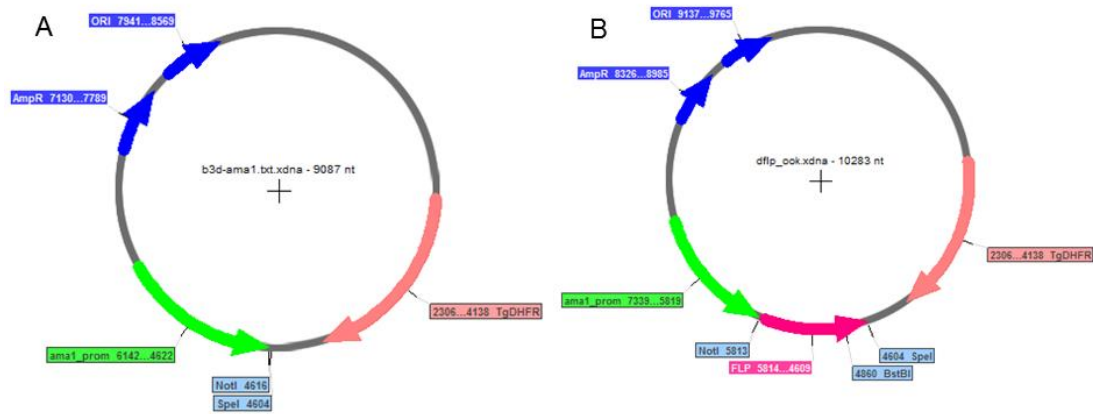 A
ORI 7941...8569
AmpR 7130...7789
b3d-ama1.txt.xdna - 9087 nt
2306...4138 TgDHFR
ama1_prom 6142...4622
NotI 4616
SpeI 4604
B
ORI 9137...9765
AmpR 8326...8985
dflp_ook.xdna - 10283 nt
2306...4138 TgDHFR
ama1_prom 7339...5819
NotI 5813
4604 SpeI
FLP 5814...4609
4860 BstBI